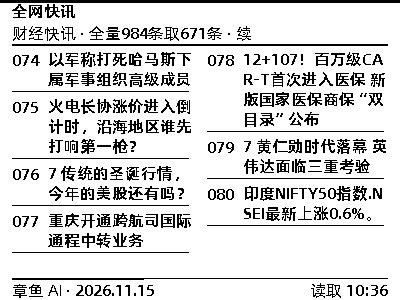 全网快讯
财经快讯 · 全量984条取671条 · 续
074 以军称打死哈马斯下
属军事组织高级成员
075 火电长协涨价进入倒
计时，沿海地区谁先
打响第一枪？
076 7 传统的圣诞行情，
今年的美股还有吗？
077 重庆开通跨航司国际
通程中转业务
078 12+107！百万级CA
R-T首次进入医保 新
版国家医保商保“双
目录”公布
079 7 黄仁勋时代落幕 英
伟达面临三重考验
080 印度NIFTY50指数.N
SEI最新上涨0.6%。
章鱼 AI · 2026.11.15
读取 10:36